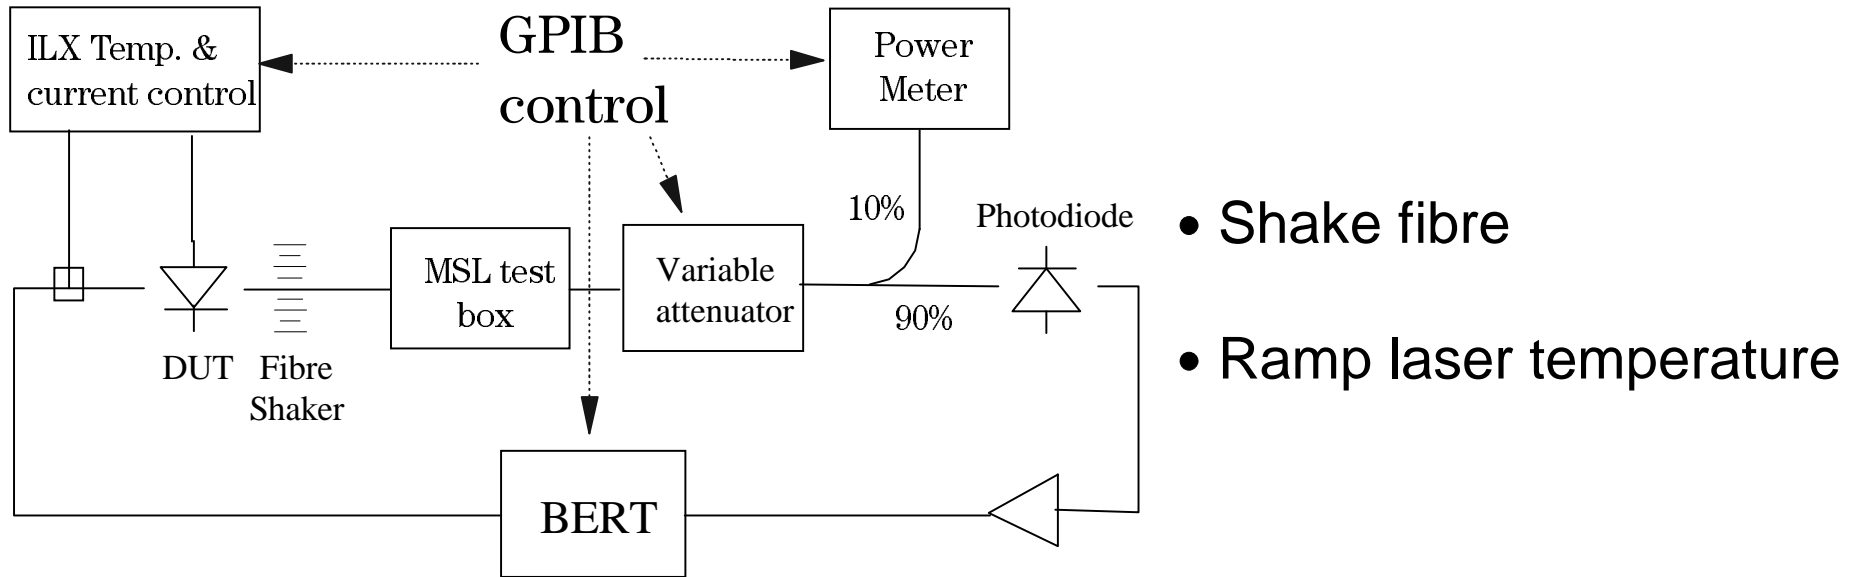 ILX Temp. &
current control
GPIB
control
Power
Meter
10%
Photodiode
MSL test
box
Variable
attenuator
90%
DUT
Fibre
Shaker
BERT
• Shake fibre
• Ramp laser temperature